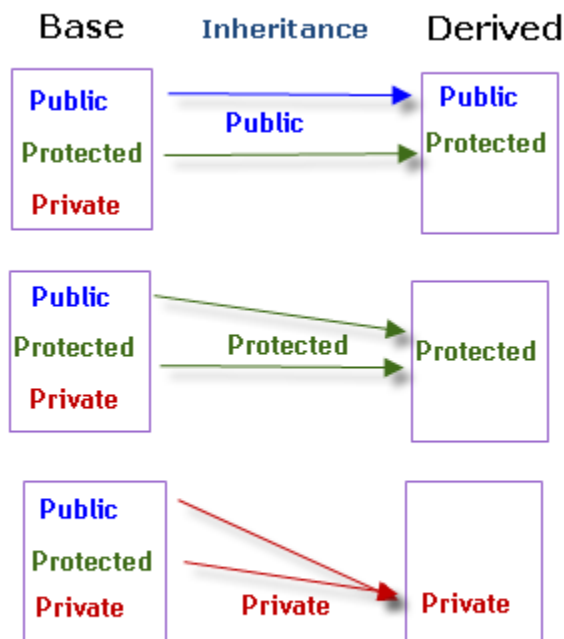 Base Inheritance Derived
Public Public
Public
Protected Protected
Private
Public
Protected Protected Protected
Private
Public
Protected
Private Private Private